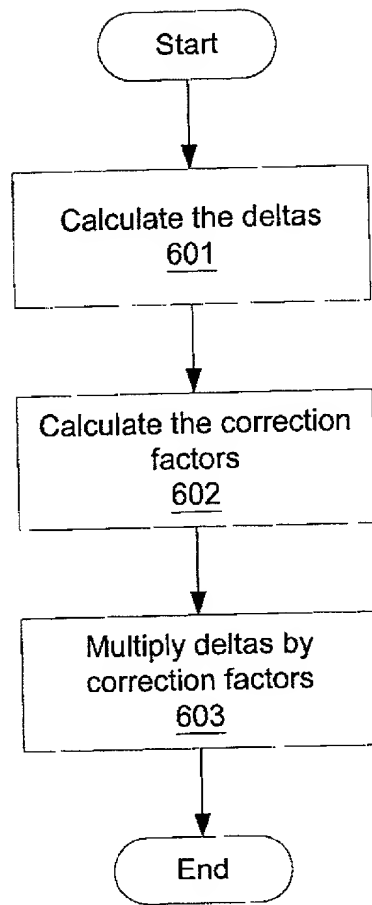 Start
Calculate the deltas
601
Calculate the correction
factors
602
Multiply deltas by
correction factors
603
End